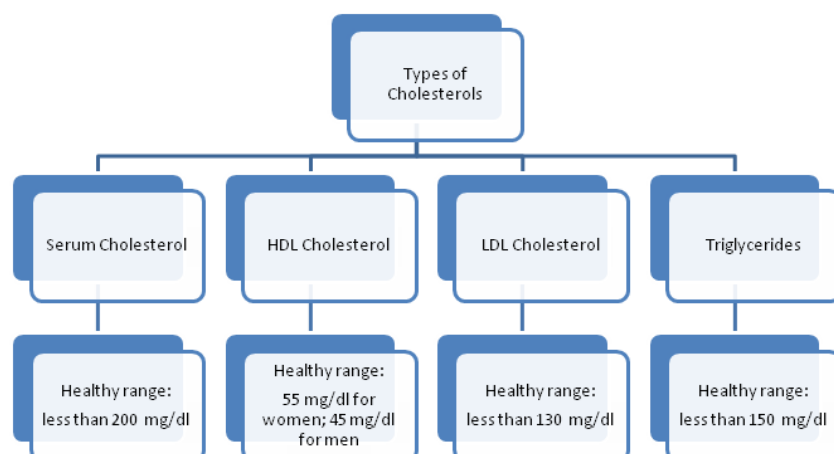 Types of
Cholesterols
Serum Cholesterol
HDL Cholesterol
LDL Cholesterol
Triglycerides
Healthy range:
less than 200 mg/dl
Healthy range:
55 mg/dl for
women; 45 mg/dl
for men
Healthy range:
less than 130 mg/dl
Healthy range:
less than 150 mg/dl